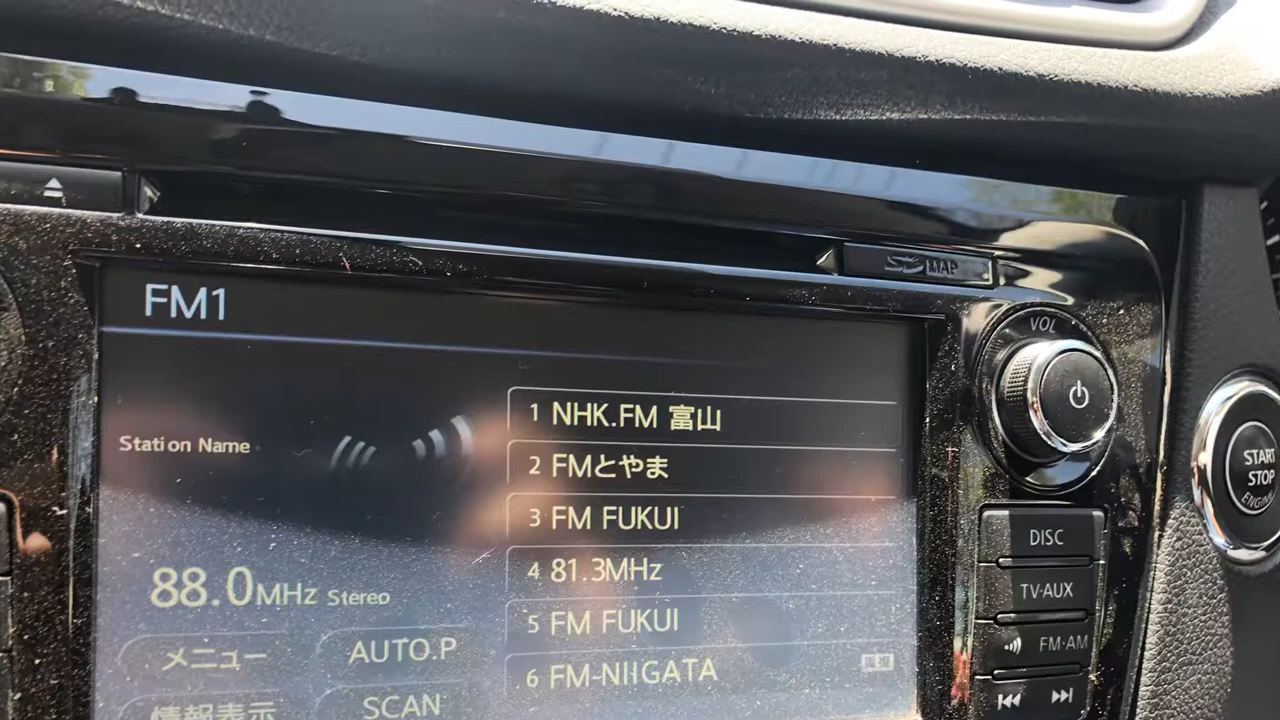 SD MAP
FM1
VOL
Station Name
1 NHK.FM 富山
2 FMとやま
3 FM FUKUI
4 81.3MHz
5 FM FUKUI
6 FM-NIIGATA
88.0MHz Stereo
メニュー
AUTO.P
情報表示
SCAN
DISC
TV·AUX
FM·AM
START
STOP
ENGINE